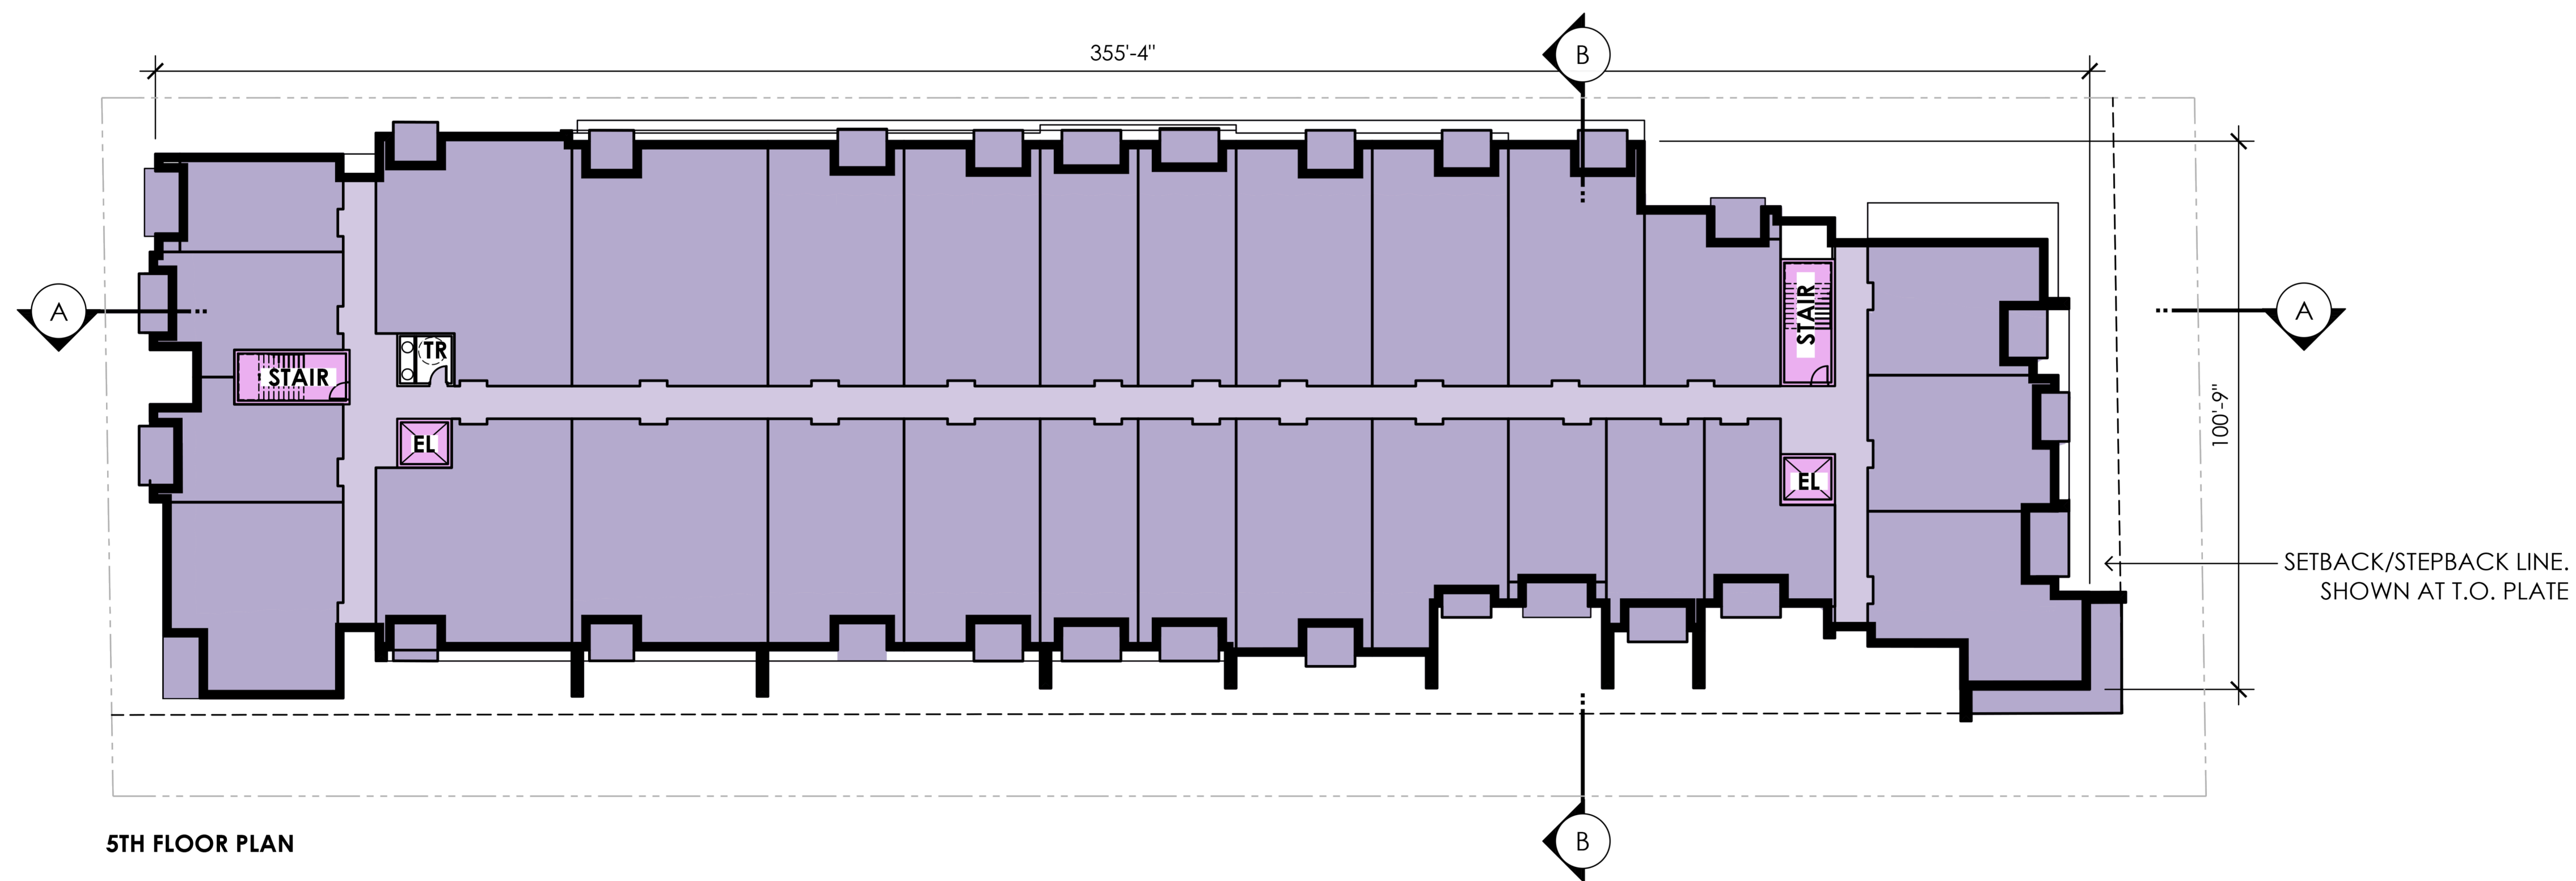 355'-4"
B
A
STAIR
TR
EL
STAIR
EL
A
100'-9"
SETBACK/STEPBACK LINE.
SHOWN AT T.O. PLATE
B
5TH FLOOR PLAN